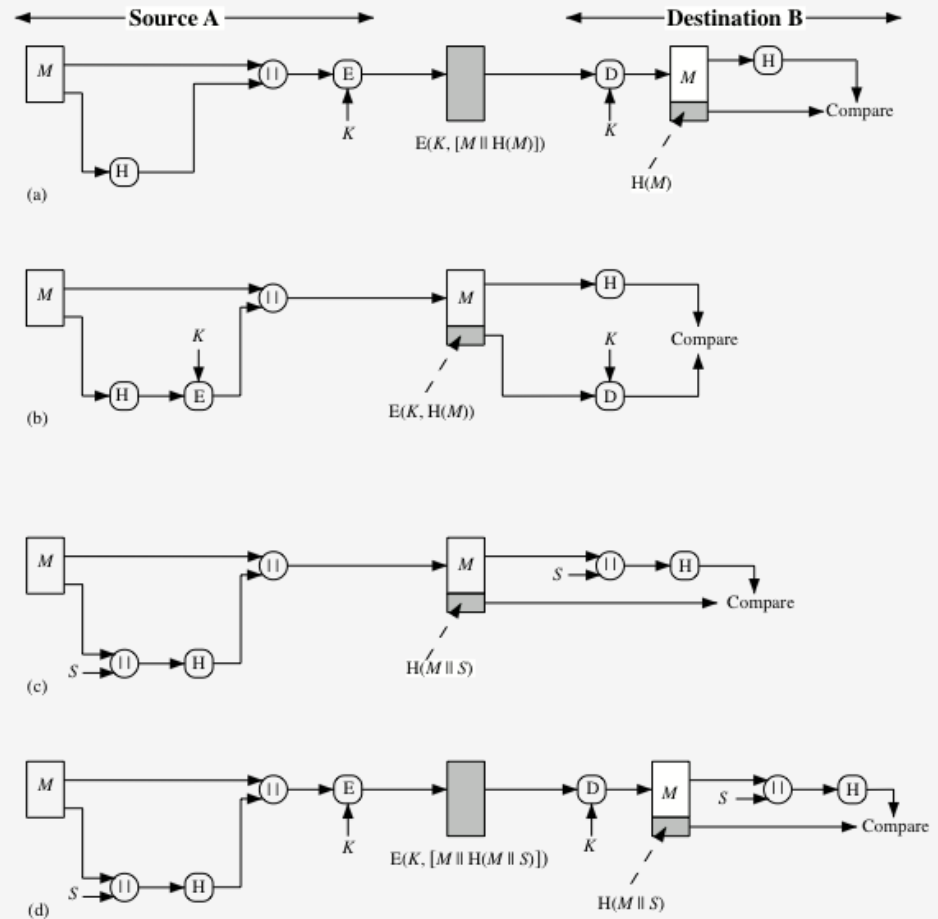 Source A Destination B
M || E D M H
K K Compare
E(K, [M || H(M)])
H
H(M)
(a)
M || M H
K K Compare
H E D
E(K, H(M))
(b)
M || M || H
S
Compare
S || H
H(M || S)
(c)
M || E D M || H
S
K K Compare
E(K, [M || H(M || S)])
S || H
H(M || S)
(d)